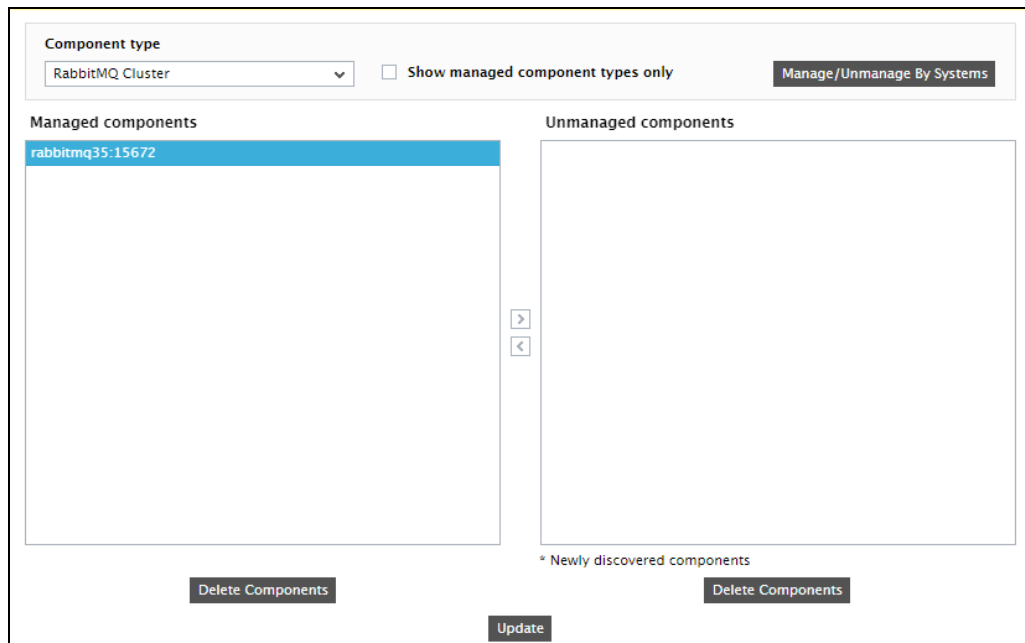 Component type
RabbitMQ Cluster
Show managed component types only
Manage/Unmanage By Systems
Managed components
Unmanaged components
rabbitmq35:15672
>
<
* Newly discovered components
Delete Components
Delete Components
Update